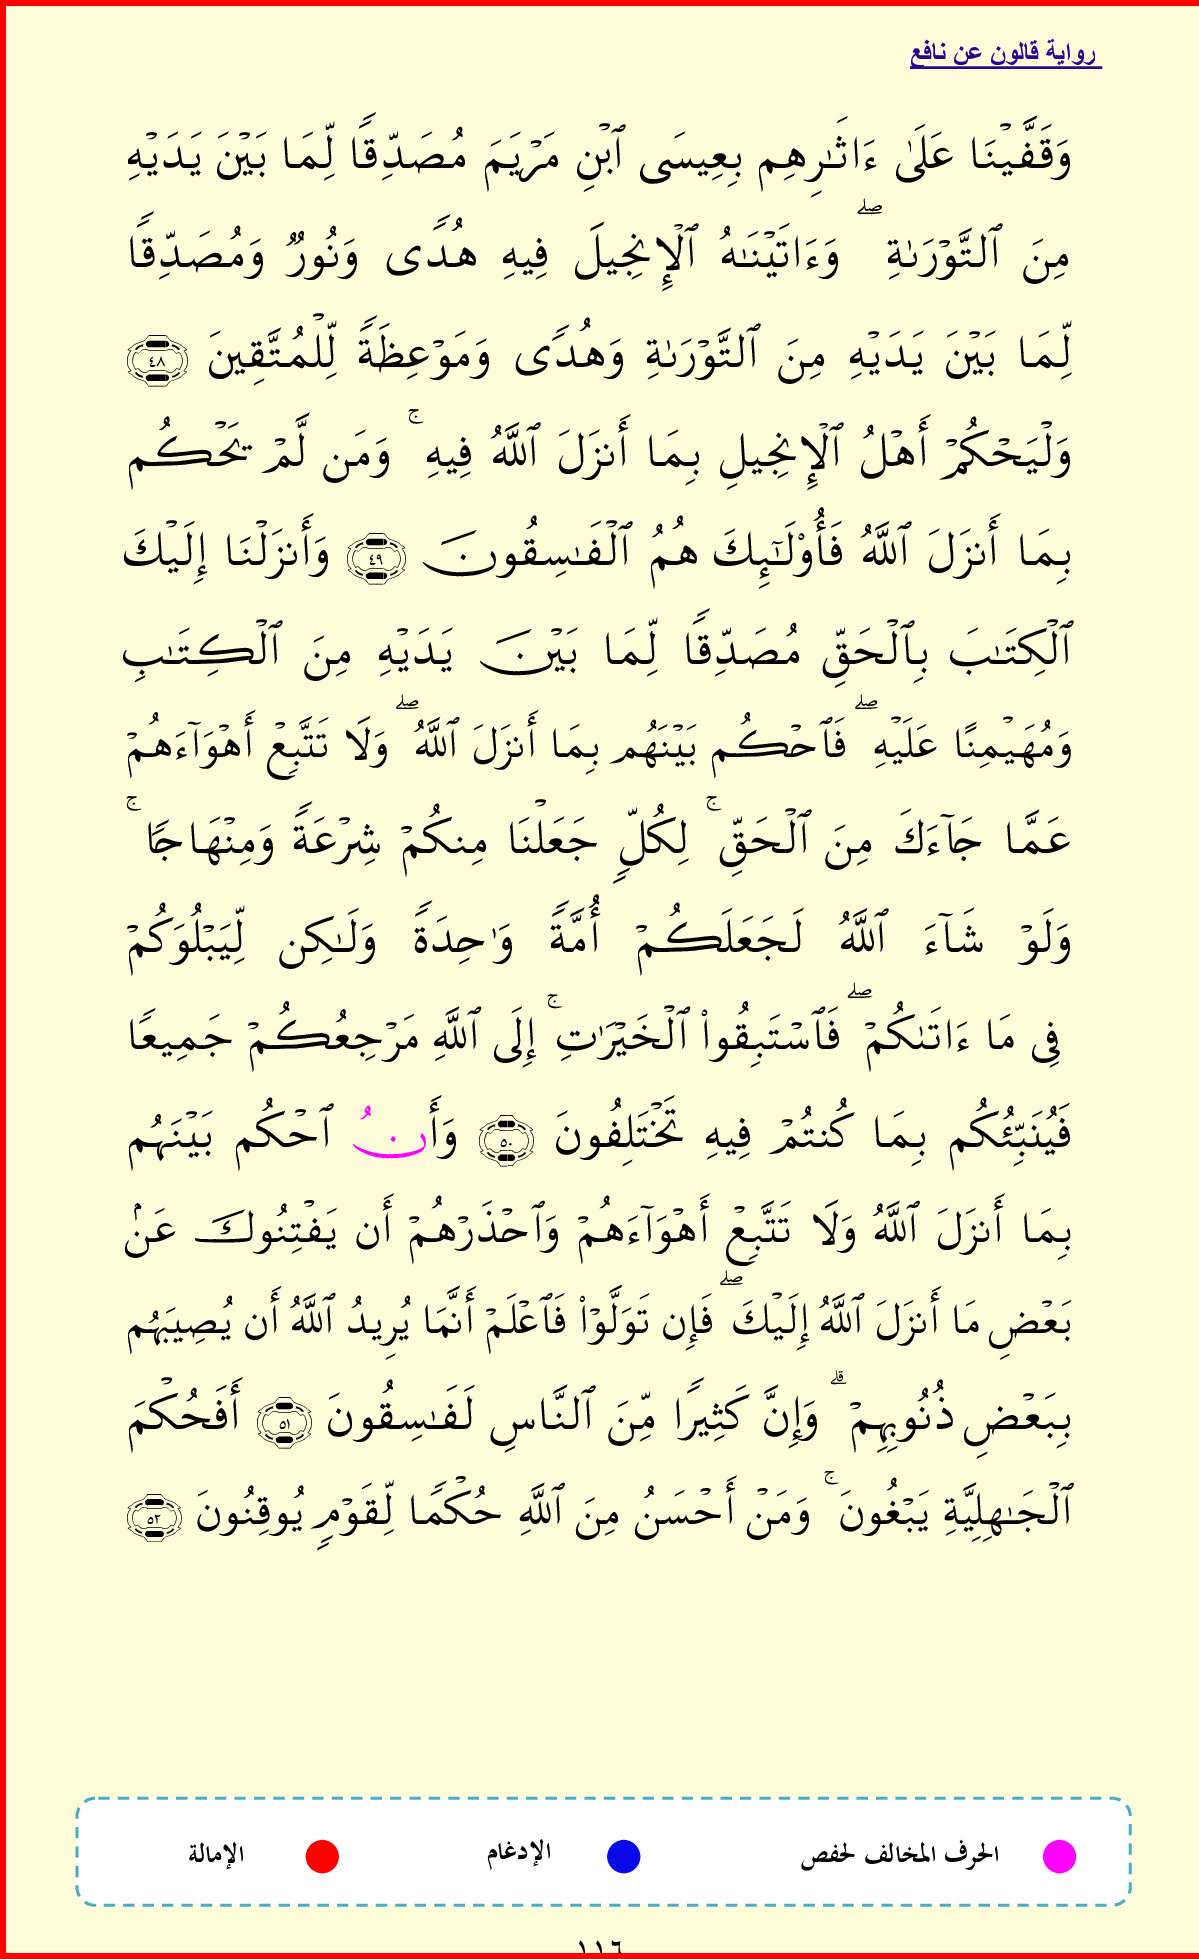 رواية قالون عن نافع
وَقَفَّيْنَا عَلَىٰ ءَاثَٰرِهِم بِعِيسَى ٱبْنِ مَرْيَمَ مُصَدِّقًا لِّمَا بَيْنَ يَدَيْهِ
مِنَ ٱلتَّوْرَىٰةِ ۖ وَءَاتَيْنَٰهُ ٱلْإِنجِيلَ فِيهِ هُدًى وَنُورٌ وَمُصَدِّقًا
لِّمَا بَيْنَ يَدَيْهِ مِنَ ٱلتَّوْرَىٰةِ وَهُدًى وَمَوْعِظَةً لِّلْمُتَّقِينَ ٤٨
وَلْيَحْكُمْ أَهْلُ ٱلْإِنجِيلِ بِمَا أَنزَلَ ٱللَّهُ فِيهِ ۚ وَمَن لَّمْ يَحْكُم
بِمَا أَنزَلَ ٱللَّهُ فَأُوْلَٰٓئِكَ هُمُ ٱلْفَٰسِقُونَ ٤٩ وَأَنزَلْنَا إِلَيْكَ
ٱلْكِتَٰبَ بِٱلْحَقِّ مُصَدِّقًا لِّمَا بَيْنَ يَدَيْهِ مِنَ ٱلْكِتَٰبِ
وَمُهَيْمِنًا عَلَيْهِ ۖ فَٱحْكُم بَيْنَهُم بِمَا أَنزَلَ ٱللَّهُ ۖ وَلَا تَتَّبِعْ أَهْوَآءَهُمْ
عَمَّا جَآءَكَ مِنَ ٱلْحَقِّ ۚ لِكُلٍّ جَعَلْنَا مِنكُمْ شِرْعَةً وَمِنْهَاجًا ۚ
وَلَوْ شَآءَ ٱللَّهُ لَجَعَلَكُمْ أُمَّةً وَٰحِدَةً وَلَٰكِن لِّيَبْلُوَكُمْ
فِى مَا ءَاتَىٰكُمْ ۖ فَٱسْتَبِقُواْ ٱلْخَيْرَٰتِ ۚ إِلَى ٱللَّهِ مَرْجِعُكُمْ جَمِيعًا
فَيُنَبِّئُكُم بِمَا كُنتُمْ فِيهِ تَخْتَلِفُونَ ٥٠ وَأَنُ ٱحْكُم بَيْنَهُم
بِمَا أَنزَلَ ٱللَّهُ وَلَا تَتَّبِعْ أَهْوَآءَهُمْ وَٱحْذَرْهُمْ أَن يَفْتِنُوكَ عَنۢ
بَعْضِ مَا أَنزَلَ ٱللَّهُ إِلَيْكَ ۖ فَإِن تَوَلَّوْاْ فَٱعْلَمْ أَنَّمَا يُرِيدُ ٱللَّهُ أَن يُصِيبَهُم
بِبَعْضِ ذُنُوبِهِمْ ۗ وَإِنَّ كَثِيرًا مِّنَ ٱلنَّاسِ لَفَٰسِقُونَ ٥١ أَفَحُكْمَ
ٱلْجَٰهِلِيَّةِ يَبْغُونَ ۚ وَمَنْ أَحْسَنُ مِنَ ٱللَّهِ حُكْمًا لِّقَوْمٍ يُوقِنُونَ ٥٢
الحرف المخالف لحفص الإدغام الإمالة
١١٦